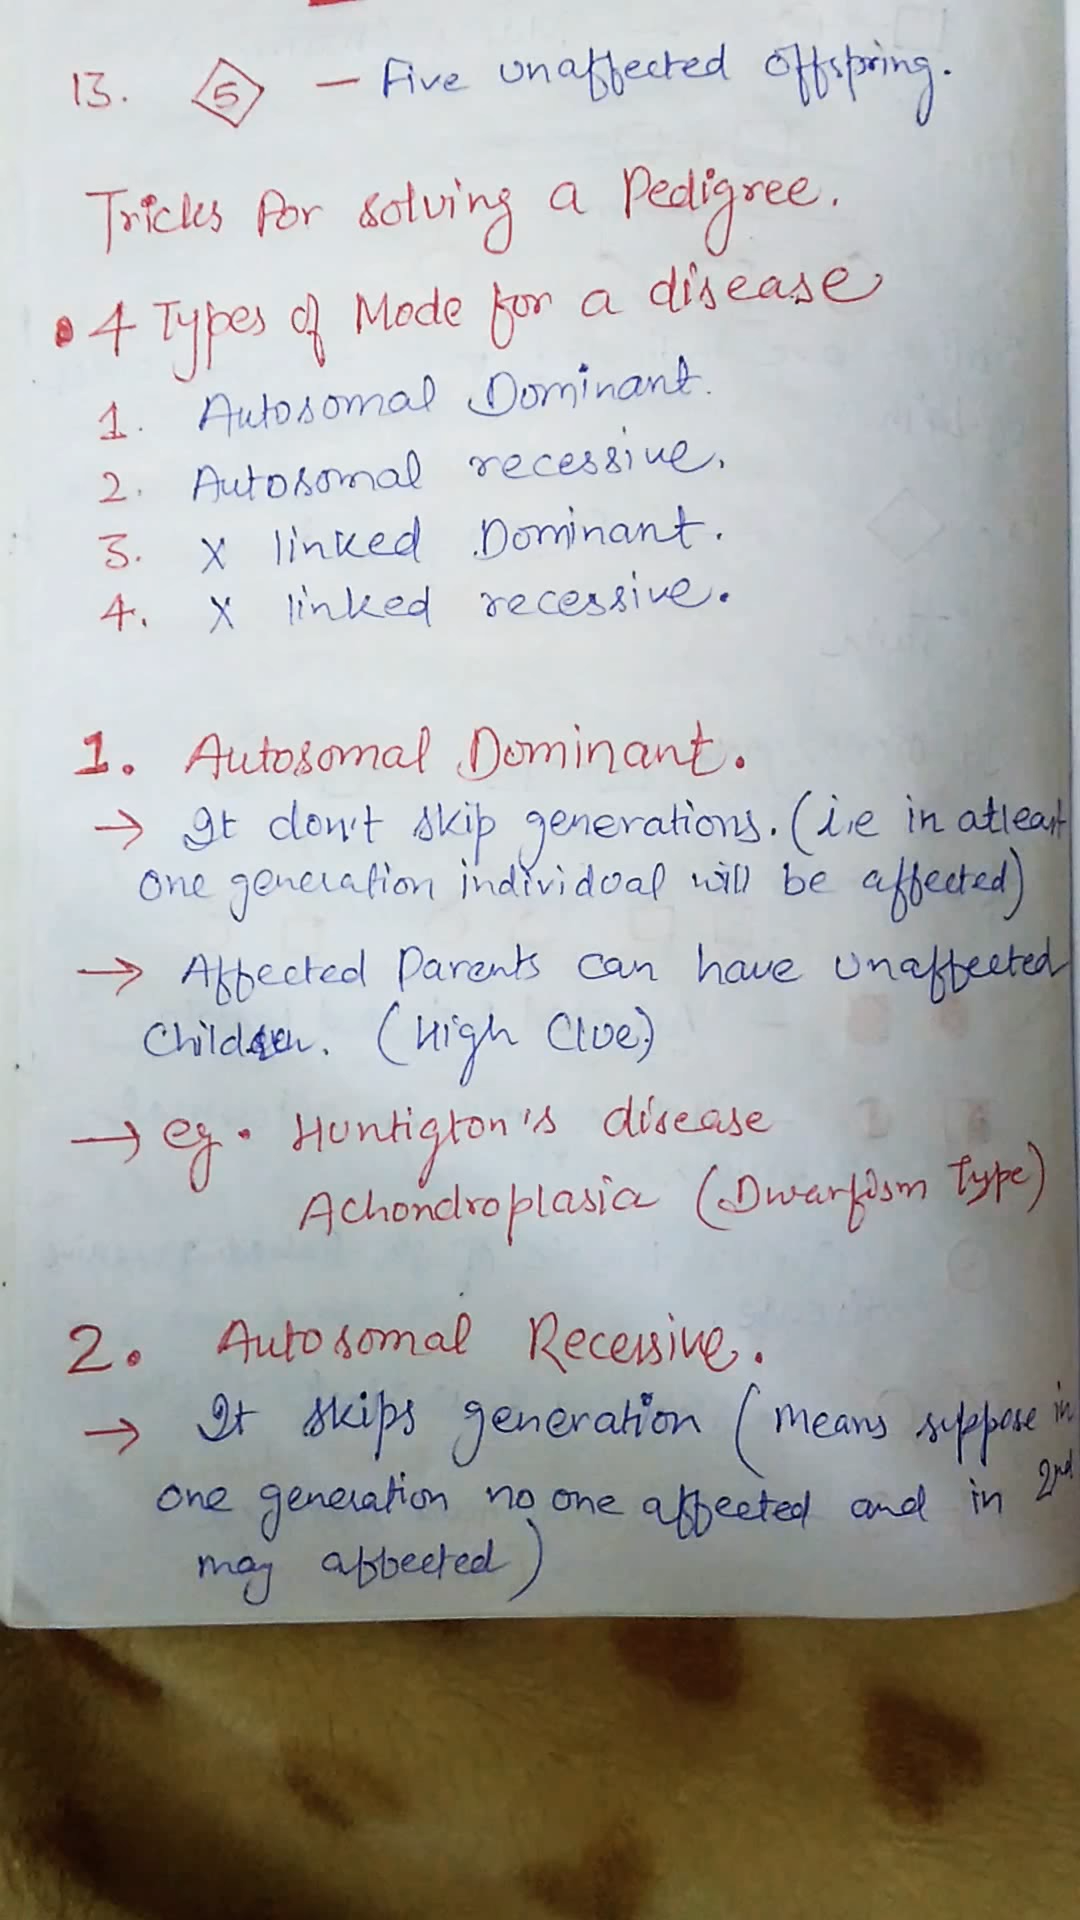 13. 5 — Five unaffected offspring.
Tricks for solving a Pedigree.
• 4 Types of Mode for a disease
1. Autosomal Dominant.
2. Autosomal recessive.
3. X linked Dominant.
4. X linked recessive.
1. Autosomal Dominant.
→ It don't skip generations. (i.e in atleast
one generation individual will be affected)
→ Affected Parents can have unaffected
Children. (High Clue)
→ eg. Huntigton's disease
Achondroplasia (Dwarfism Type)
2. Autosomal Recessive.
→ It skips generation (means suppose in
one generation no one affected and in 2nd
may affected)